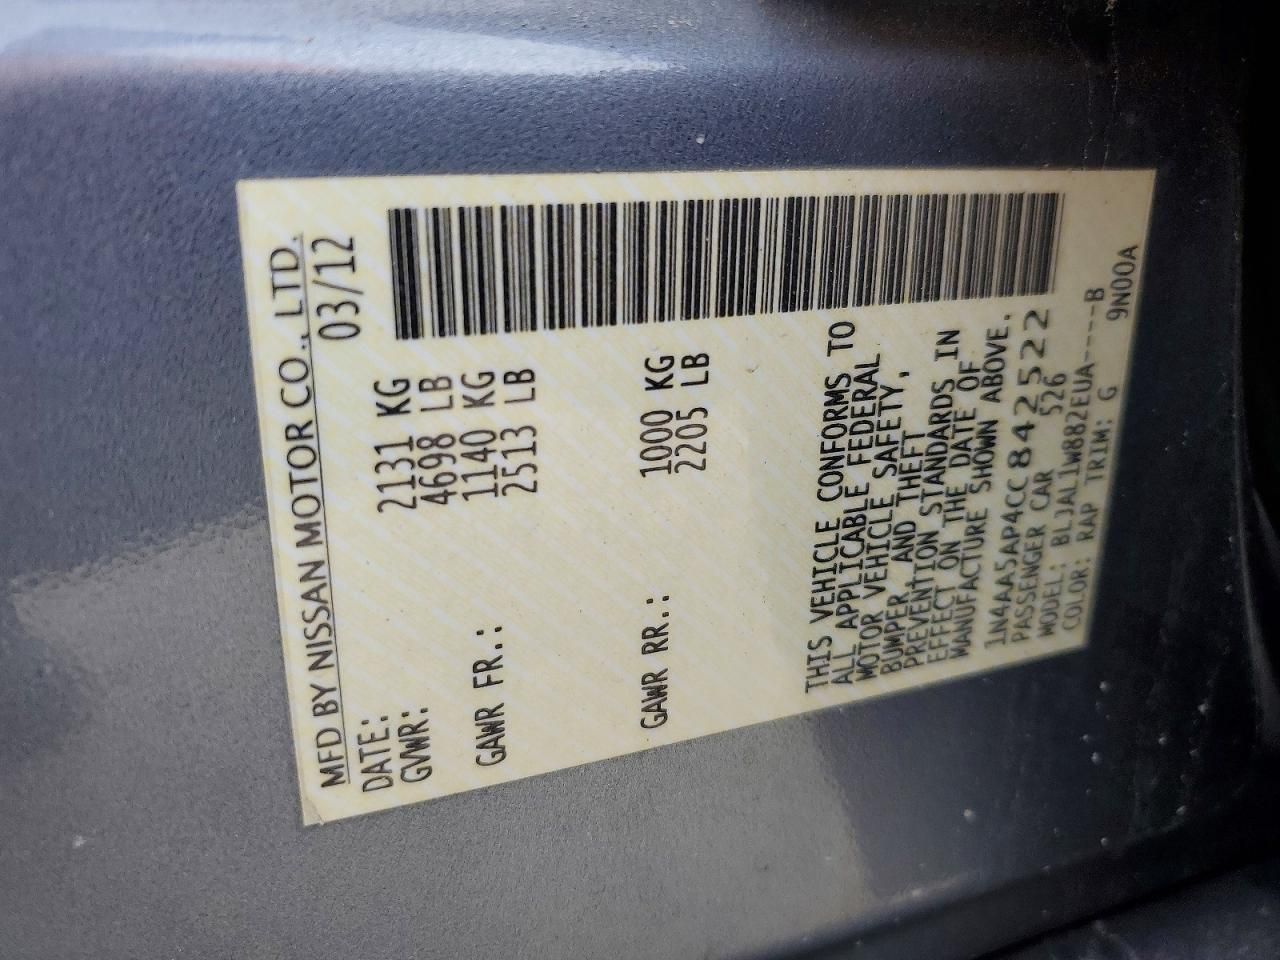 MFD BY NISSAN MOTOR CO., LTD.
DATE: 03/12
GVWR: 2131 KG
4698 LB
GAWR FR.: 1140 KG
2513 LB
GAWR RR.: 1000 KG
2205 LB
THIS VEHICLE CONFORMS TO
ALL APPLICABLE FEDERAL
MOTOR VEHICLE SAFETY,
BUMPER AND THEFT
PREVENTION STANDARDS IN
EFFECT ON THE DATE OF
MANUFACTURE SHOWN ABOVE.
1N4AA5AP4CC842522
PASSENGER CAR 526
MODEL: BLJAL1W882EUA----B
COLOR: RAP TRIM: G 9N00A